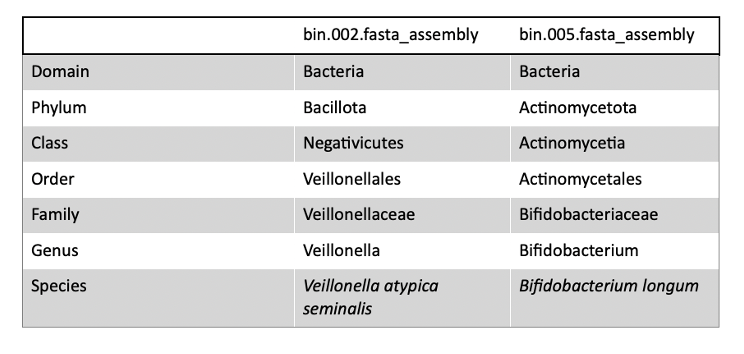 bin.002.fasta_assembly bin.005.fasta_assembly
Domain Bacteria Bacteria
Phylum Bacillota Actinomycetota
Class Negativicutes Actinomycetia
Order Veillonellales Actinomycetales
Family Veillonellaceae Bifidobacteriaceae
Genus Veillonella Bifidobacterium
Species Veillonella atypica Bifidobacterium longum
seminalis